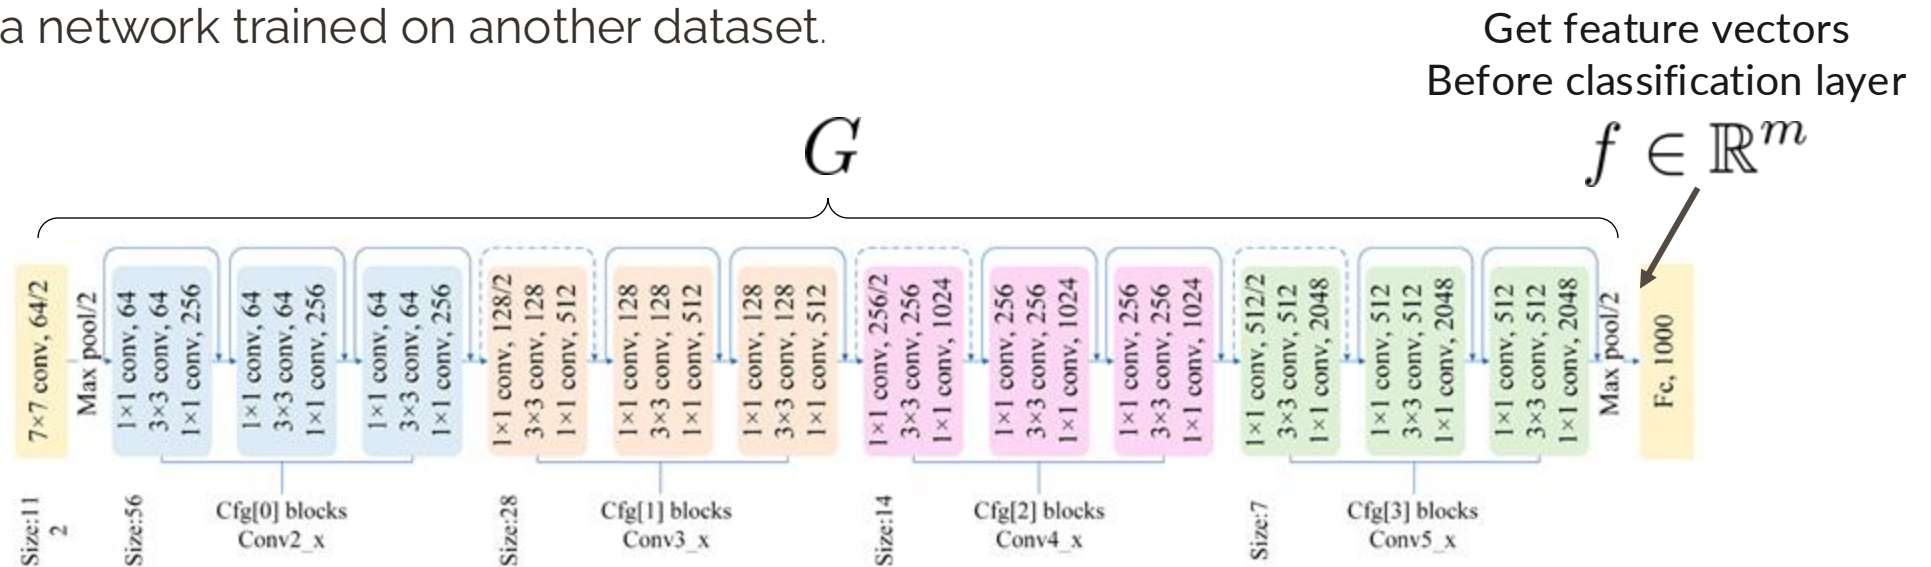 a network trained on another dataset.
Get feature vectors
Before classification layer
G
f ∈ ℝᵐ
7×7 conv, 64/2
Max pool/2
1×1 conv, 64
3×3 conv, 64
1×1 conv, 256
1×1 conv, 64
3×3 conv, 64
1×1 conv, 256
1×1 conv, 64
3×3 conv, 64
1×1 conv, 256
1×1 conv, 128/2
3×3 conv, 128
1×1 conv, 512
1×1 conv, 128
3×3 conv, 128
1×1 conv, 512
1×1 conv, 128
3×3 conv, 128
1×1 conv, 512
1×1 conv, 256/2
3×3 conv, 256
1×1 conv, 1024
1×1 conv, 256
3×3 conv, 256
1×1 conv, 1024
1×1 conv, 256
3×3 conv, 256
1×1 conv, 1024
1×1 conv, 512/2
3×3 conv, 512
1×1 conv, 2048
1×1 conv, 512
3×3 conv, 512
1×1 conv, 2048
1×1 conv, 512
3×3 conv, 512
1×1 conv, 2048
Max pool/2
Fc, 1000
Size:11
2
Size:56
Cfg[0] blocks
Conv2_x
Size:28
Cfg[1] blocks
Conv3_x
Size:14
Cfg[2] blocks
Conv4_x
Size:7
Cfg[3] blocks
Conv5_x